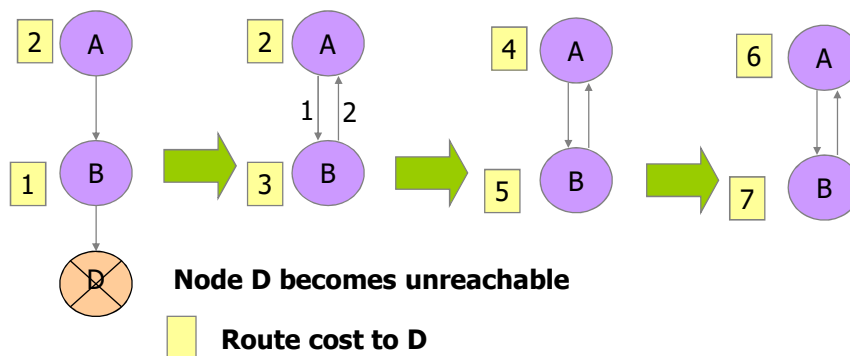 2 A 2 A 4 A 6 A
1 2
1 B 3 B 5 B 7 B
D Node D becomes unreachable
Route cost to D